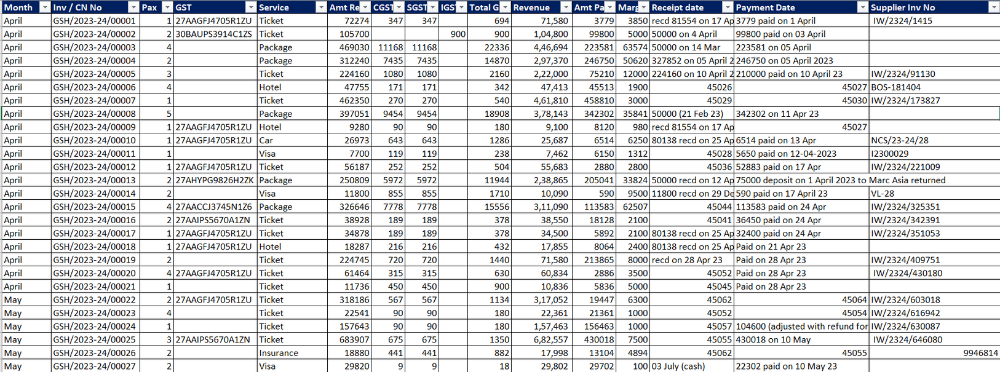 Month Inv / CN No Pax GST Service Amt Re CGST SGST IGST Total G Revenue Amt Pa Marg Receipt date Payment Date Supplier Inv No
April GSH/2023-24/00001 1 27AAGFJ4705R1ZU Ticket 72274 347 347 694 71,580 3779 3850 recd 81554 on 17 Ap 3779 paid on 1 April IW/2324/1415
April GSH/2023-24/00002 2 30BAUPS3914C1ZS Ticket 105700 900 900 1,04,800 99800 5000 50000 on 4 April 99800 paid on 03 April
April GSH/2023-24/00003 4 Package 469030 11168 11168 22336 4,46,694 223581 63574 50000 on 14 Mar 223581 on 05 April
April GSH/2023-24/00004 2 Package 312240 7435 7435 14870 2,97,370 246750 50620 327852 on 05 April 2 246750 on 05 April 2023
April GSH/2023-24/00005 3 Ticket 224160 1080 1080 2160 2,22,000 75210 12000 224160 on 10 April 2 210000 paid on 10 April 23 IW/2324/91130
April GSH/2023-24/00006 4 Hotel 47755 171 171 342 47,413 45513 1900 45026 45027 BOS-181404
April GSH/2023-24/00007 1 Ticket 462350 270 270 540 4,61,810 458810 3000 45029 45030 IW/2324/173827
April GSH/2023-24/00008 5 Package 397051 9454 9454 18908 3,78,143 342302 35841 50000 (21 Feb 23) 342302 on 11 Apr 23
April GSH/2023-24/00009 1 27AAGFJ4705R1ZU Hotel 9280 90 90 180 9,100 8120 980 recd 81554 on 17 Ap 45027
April GSH/2023-24/00010 1 27AAGFJ4705R1ZU Car 26973 643 643 1286 25,687 6514 6250 80138 recd on 25 Ap 6514 paid on 13 Apr NCS/23-24/28
April GSH/2023-24/00011 1 Visa 7700 119 119 238 7,462 6150 1312 45028 5650 paid on 12-04-2023 I2300029
April GSH/2023-24/00012 1 27AAGFJ4705R1ZU Ticket 56187 252 252 504 55,683 2880 2800 45036 52883 paid on 17 Apr IW/2324/221009
April GSH/2023-24/00013 2 27AHYPG9826H2ZK Package 250809 5972 5972 11944 2,38,865 205041 33824 50000 recd on 12 Ap 75000 deposit on 1 April 2023 to Marc Asia returned
April GSH/2023-24/00014 2 Visa 11800 855 855 1710 10,090 590 9500 11800 recd on 29 De 590 paid on 17 April 23 VL-28
April GSH/2023-24/00015 4 27AACCJ3745N1Z6 Package 326646 7778 7778 15556 3,11,090 113583 62507 45044 113583 paid on 24 Apr IW/2324/325351
April GSH/2023-24/00016 2 27AAIPS5670A1ZN Ticket 38928 189 189 378 38,550 18128 2100 45041 36450 paid on 24 Apr IW/2324/342391
April GSH/2023-24/00017 1 27AAGFJ4705R1ZU Ticket 34878 189 189 378 34,500 5892 2100 80138 recd on 25 Ap 32400 paid on 24 Apr IW/2324/351053
April GSH/2023-24/00018 1 27AAGFJ4705R1ZU Hotel 18287 216 216 432 17,855 8064 2400 80138 recd on 25 Ap Paid on 21 Apr 23
April GSH/2023-24/00019 2 Ticket 224745 720 720 1440 71,580 213865 8000 recd on 28 Apr 23 Paid on 28 Apr 23 IW/2324/409751
April GSH/2023-24/00020 4 27AAGFJ4705R1ZU Ticket 61464 315 315 630 60,834 2886 3500 45052 Paid on 28 Apr 23 IW/2324/430180
April GSH/2023-24/00021 1 Ticket 11736 450 450 900 10,836 5836 5000 45045 Paid on 28 Apr 23
May GSH/2023-24/00022 2 27AAGFJ4705R1ZU Ticket 318186 567 567 1134 3,17,052 19447 6300 45062 45064 IW/2324/603018
May GSH/2023-24/00023 4 Ticket 22541 90 90 180 22,361 21361 1000 45052 45054 IW/2324/616942
May GSH/2023-24/00024 1 Ticket 157643 90 90 180 1,57,463 156463 1000 45057 104600 (adjusted with refund for IW/2324/630087
May GSH/2023-24/00025 3 27AAIPS5670A1ZN Ticket 683907 675 675 1350 6,82,557 430018 7500 45055 430018 on 10 May IW/2324/646080
May GSH/2023-24/00026 2 Insurance 18880 441 441 882 17,998 13104 4894 45062 45055 9946814
May GSH/2023-24/00027 2 Visa 29820 9 9 18 29,802 29702 100 03 July (cash) 22302 paid on 10 May 23